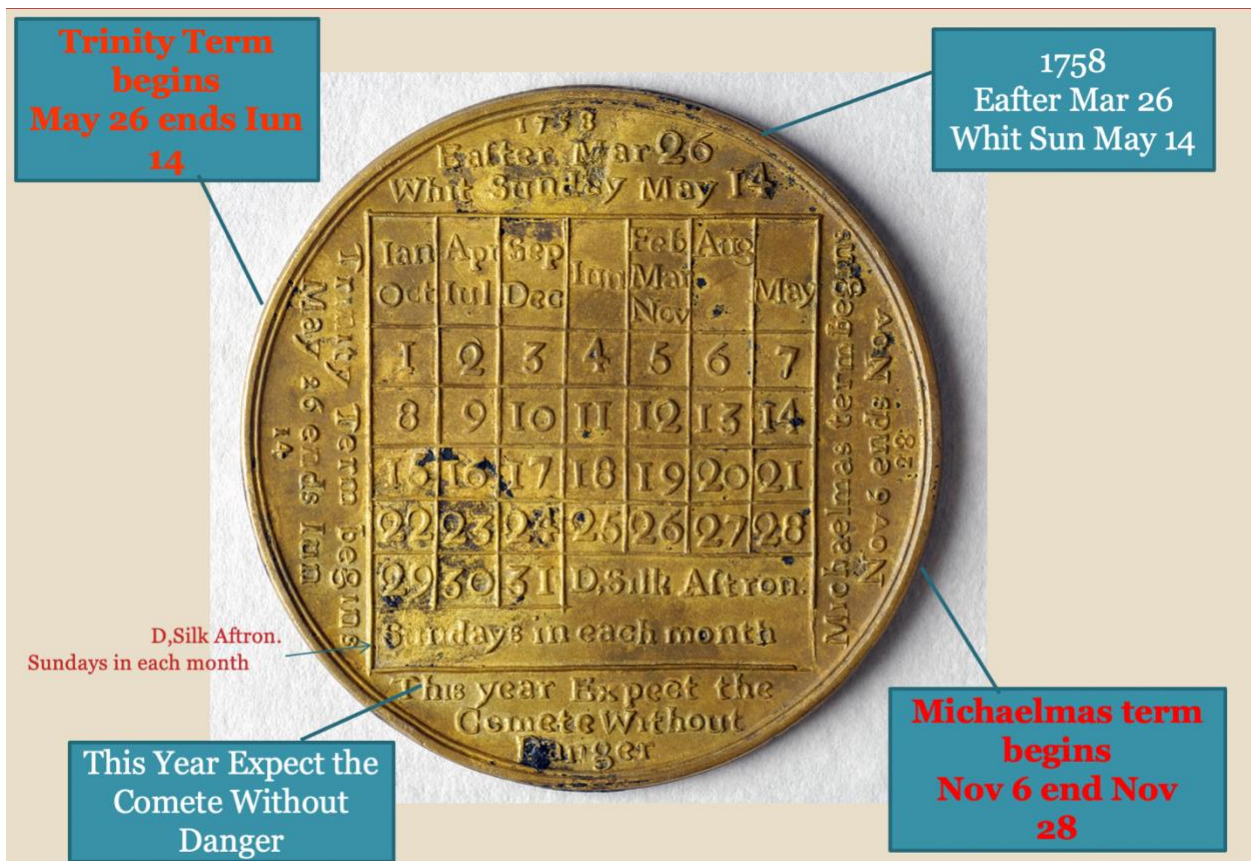 Trinity Term
begins
May 26 ends Iun
14
1758
Eafter Mar 26
Whit Sun May 14
1758
Eafter Mar 26
Whit Sunday May 14
Trinity Term begins
May 26 ends Iun
14
Ian Apr Sep Iun Feb Aug May
Oct Iul Dec Mar
Nov
1 2 3 4 5 6 7
8 9 10 11 12 13 14
15 16 17 18 19 20 21
22 23 24 25 26 27 28
29 30 31 D,Silk Aftron.
Sundays in each month
Michaelmas term begins
Nov 6 ends Nov
28
This year Expect the
Comete Without
Danger
D,Silk Aftron.
Sundays in each month
This Year Expect the
Comete Without
Danger
Michaelmas term
begins
Nov 6 end Nov
28